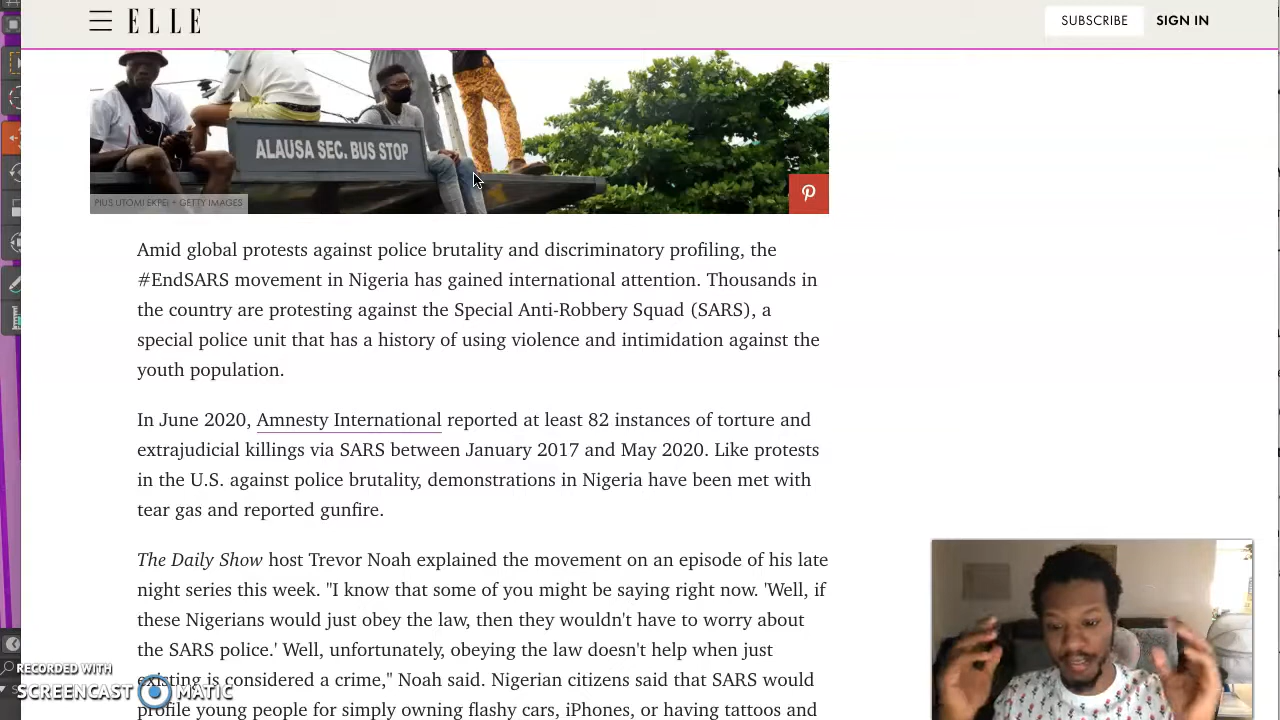 ELLE
SUBSCRIBE
SIGN IN
ALAUSA SEC. BUS STOP
PIUS UTOMI EKPEI + GETTY IMAGES
Amid global protests against police brutality and discriminatory profiling, the
#EndSARS movement in Nigeria has gained international attention. Thousands in
the country are protesting against the Special Anti-Robbery Squad (SARS), a
special police unit that has a history of using violence and intimidation against the
youth population.
In June 2020, Amnesty International reported at least 82 instances of torture and
extrajudicial killings via SARS between January 2017 and May 2020. Like protests
in the U.S. against police brutality, demonstrations in Nigeria have been met with
tear gas and reported gunfire.
The Daily Show host Trevor Noah explained the movement on an episode of his late
night series this week. "I know that some of you might be saying right now. 'Well, if
these Nigerians would just obey the law, then they wouldn't have to worry about
the SARS police.' Well, unfortunately, obeying the law doesn't help when just
existing is considered a crime," Noah said. Nigerian citizens said that SARS would
profile young people for simply owning flashy cars, iPhones, or having tattoos and
RECORDED WITH
SCREENCAST MATIC